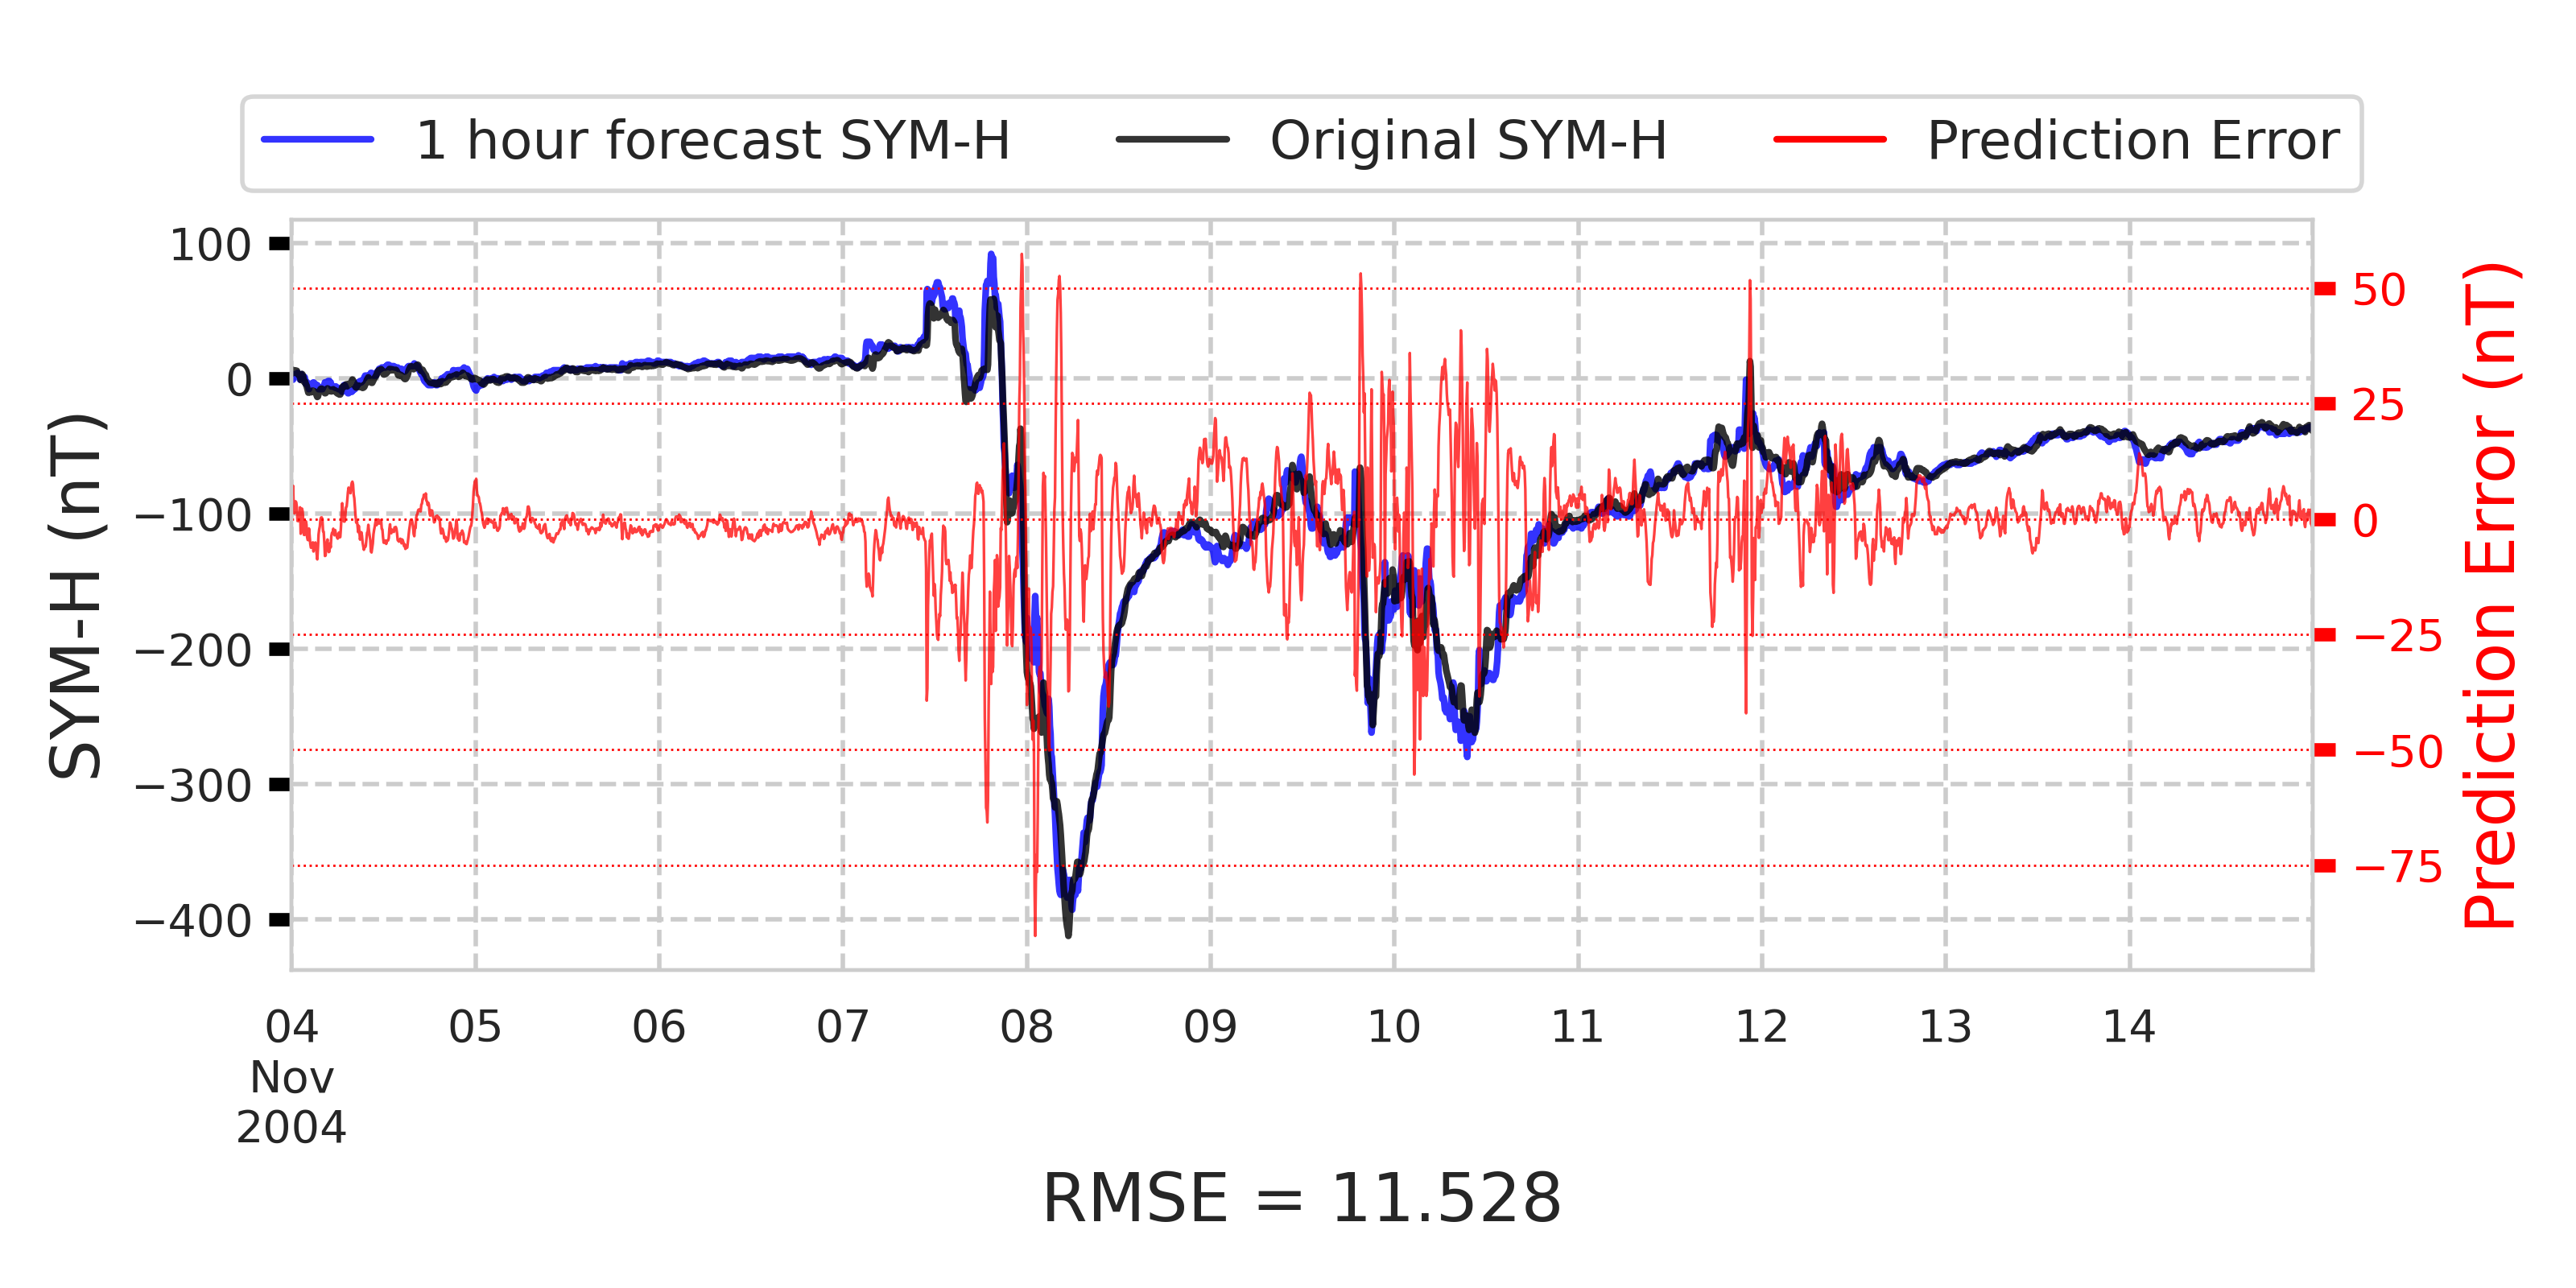 1 hour forecast SYM-H Original SYM-H Prediction Error
100
0
−100
−200
−300
−400
SYM-H (nT)
50
25
0
−25
−50
−75
Prediction Error (nT)
04 05 06 07 08 09 10 11 12 13 14
Nov
2004
RMSE = 11.528